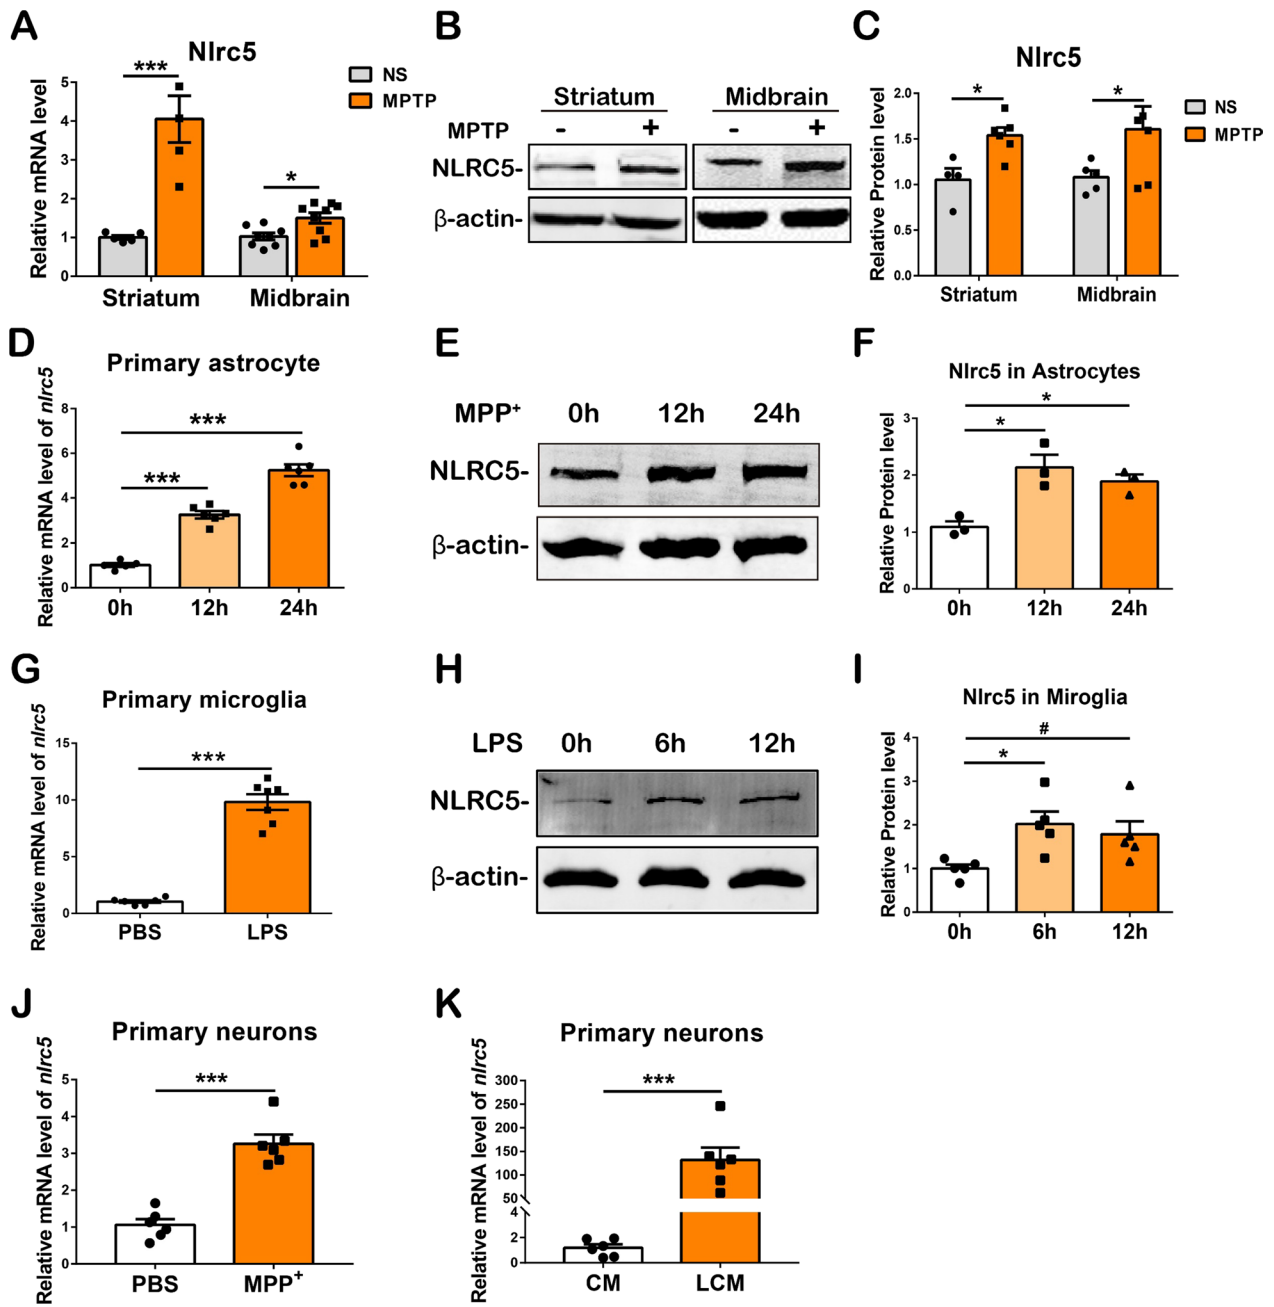 A
Nlrc5
***
*
NS
MPTP
Relative mRNA level
5
4
3
2
1
0
Striatum
Midbrain
B
Striatum
Midbrain
MPTP
-
+
-
+
NLRC5-
β-actin-
C
Nlrc5
*
*
NS
MPTP
Relative Protein level
2.0
1.5
1.0
0.5
0.0
Striatum
Midbrain
D
Primary astrocyte
Relative mRNA level of nlrc5
***
***
8
6
4
2
0
0h
12h
24h
E
MPP+ 0h 12h 24h
NLRC5-
β-actin-
F
Nlrc5 in Astrocytes
Relative Protein level
*
*
3
2
1
0
0h
12h
24h
G
Primary microglia
Relative mRNA level of nlrc5
***
15
10
5
0
PBS
LPS
H
LPS 0h 6h 12h
NLRC5-
β-actin-
I
Nlrc5 in Miroglia
Relative Protein level
#
*
4
3
2
1
0
0h
6h
12h
J
Primary neurons
Relative mRNA level of nlrc5
***
5
4
3
2
1
0
PBS
MPP+
K
Primary neurons
Relative mRNA level of nlrc5
***
300
250
200
150
100
50
4
2
0
CM
LCM